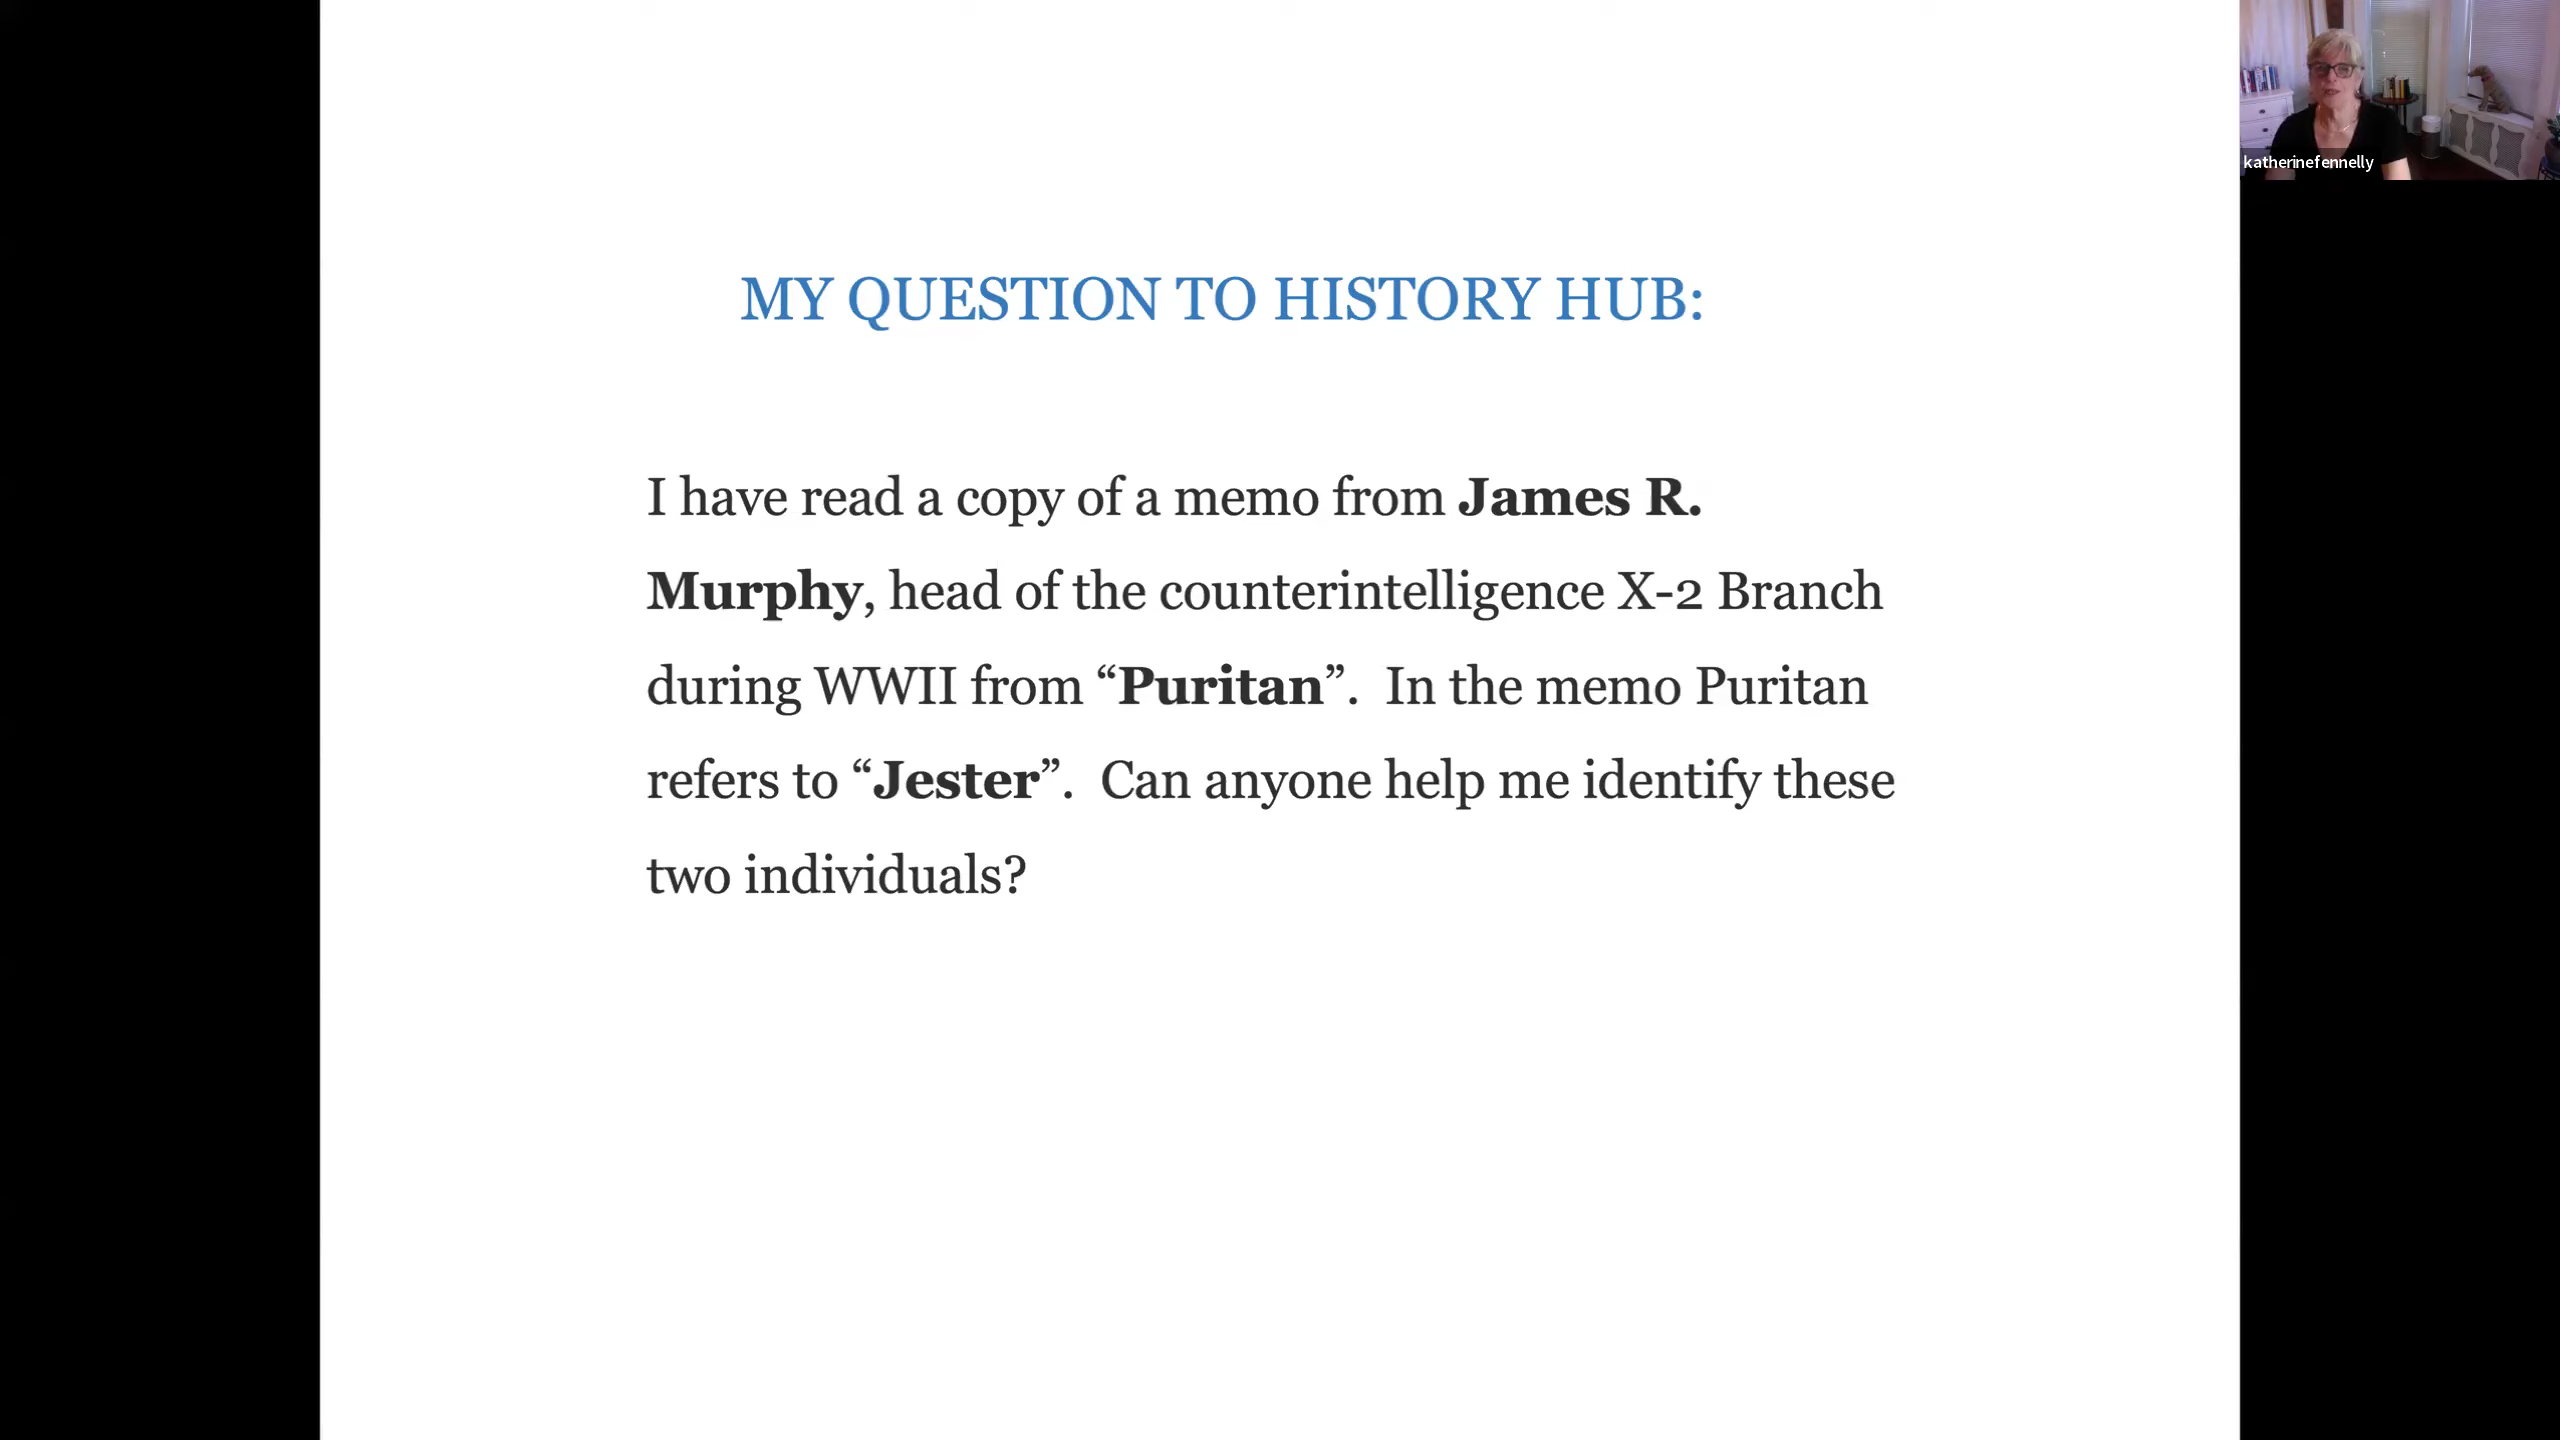 MY QUESTION TO HISTORY HUB:
I have read a copy of a memo from James R.
Murphy, head of the counterintelligence X-2 Branch
during WWII from “Puritan”.  In the memo Puritan
refers to “Jester”.  Can anyone help me identify these
two individuals?
katherinefennelly